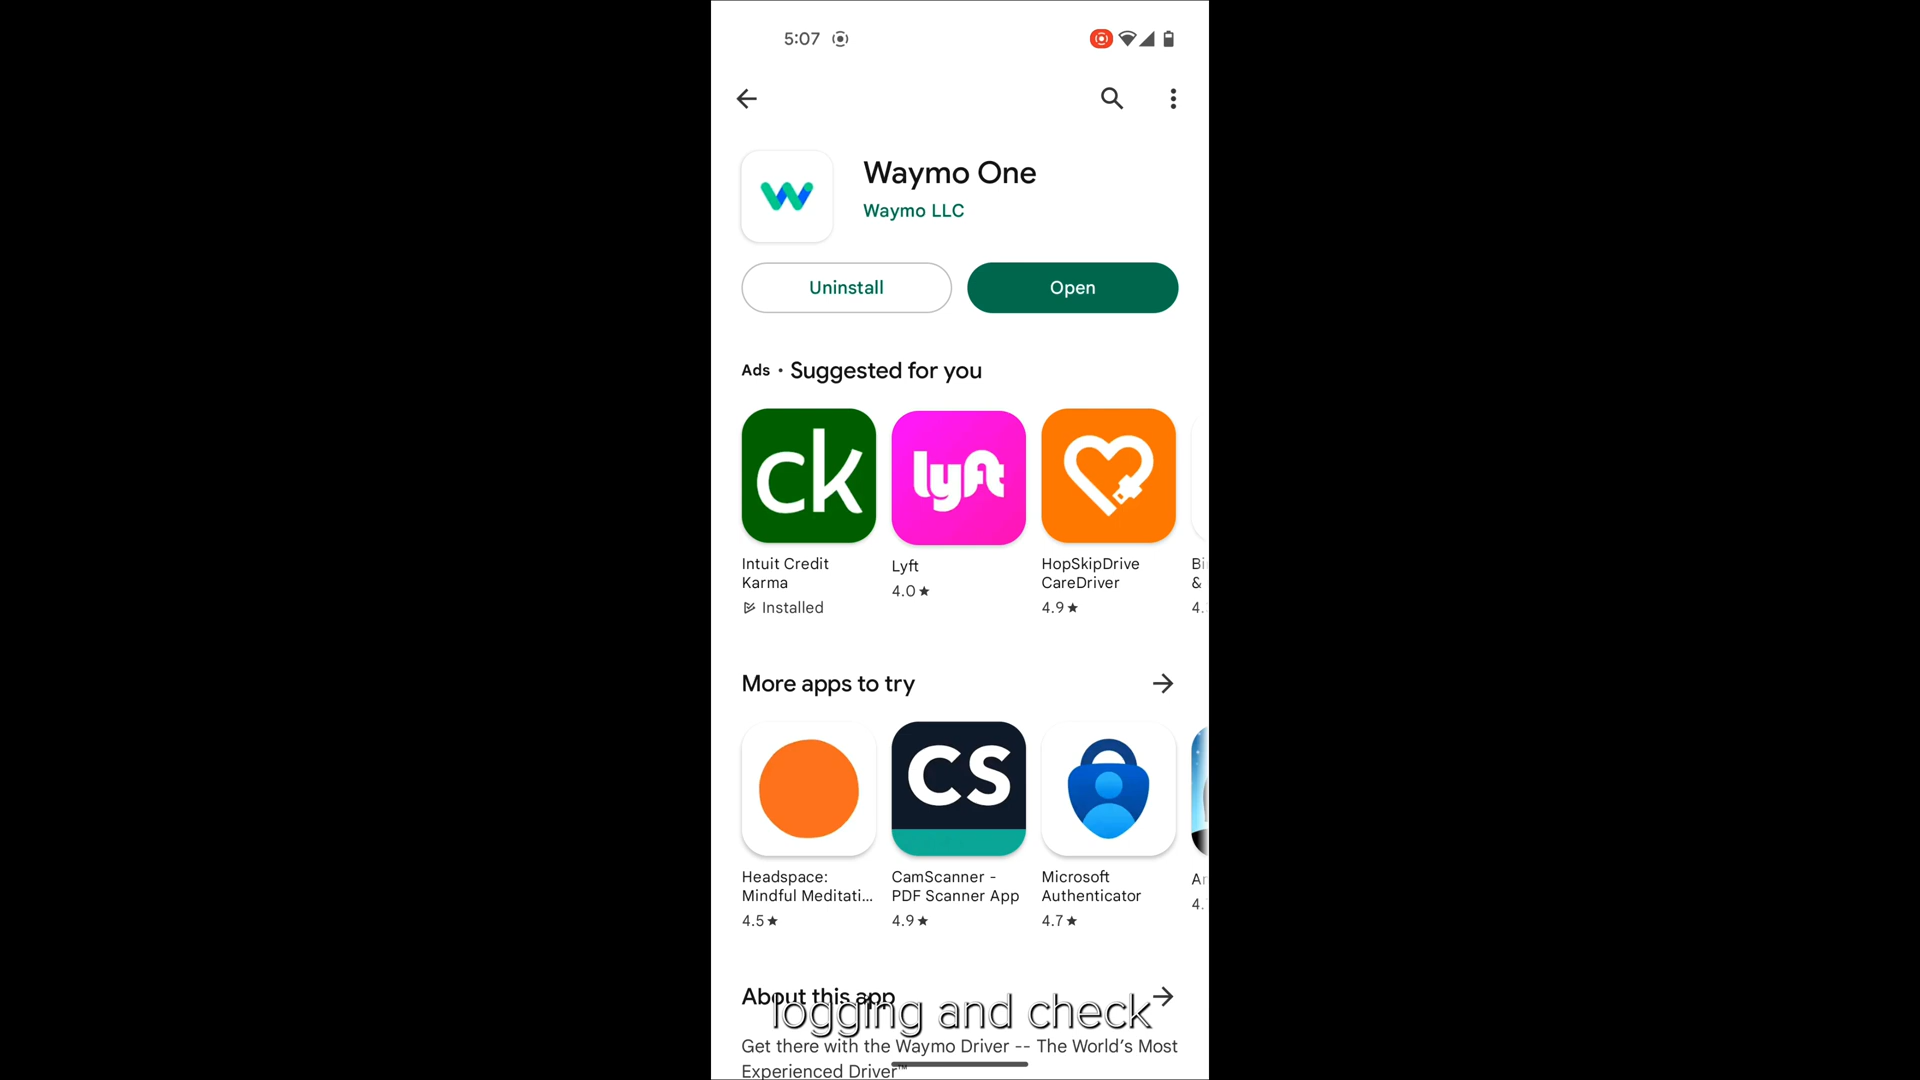 5:07
Waymo One
Waymo LLC
Uninstall
Open
Ads • Suggested for you
ck
lyft
Intuit Credit
Karma
Installed
Lyft
4.0 ★
HopSkipDrive
CareDriver
4.9 ★
&
4.
More apps to try
CS
Headspace:
Mindful Meditati...
4.5 ★
CamScanner -
PDF Scanner App
4.9 ★
Microsoft
Authenticator
4.7 ★
4.
About this app
logging and check
Get there with the Waymo Driver -- The World's Most
Experienced Driver™